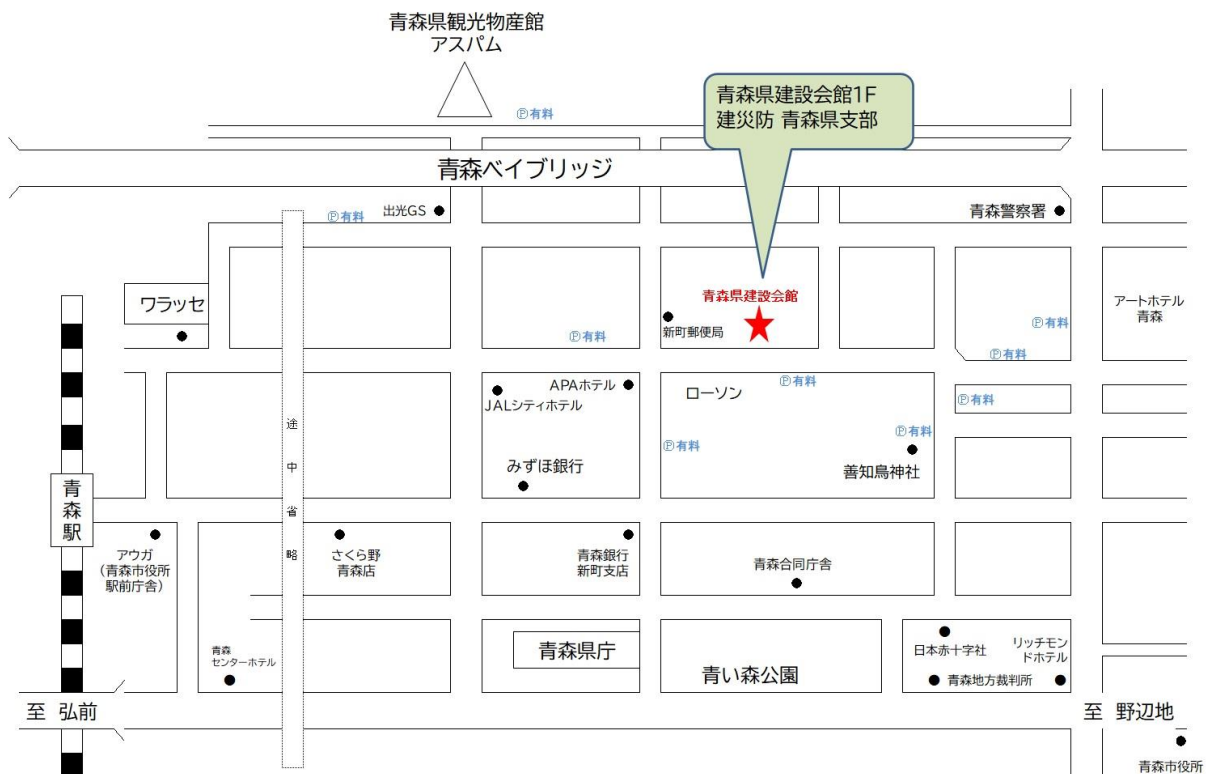 青森県観光物産館
アスパム
Ⓟ有料
青森県建設会館1F
建災防 青森県支部
青森ベイブリッジ
Ⓟ有料
出光GS
青森警察署
ワラッセ
青森県建設会館
新町郵便局
Ⓟ有料
Ⓟ有料
Ⓟ有料
アートホテル
青森
APAホテル
JALシティホテル
ローソン
Ⓟ有料
Ⓟ有料
Ⓟ有料
Ⓟ有料
みずほ銀行
善知鳥神社
途中省略
青森駅
アウガ
(青森市役所
駅前庁舎)
さくら野
青森店
青森銀行
新町支店
青森合同庁舎
青森
センターホテル
青森県庁
青い森公園
日本赤十字社
リッチモン
ドホテル
青森地方裁判所
至 弘前
至 野辺地
青森市役所